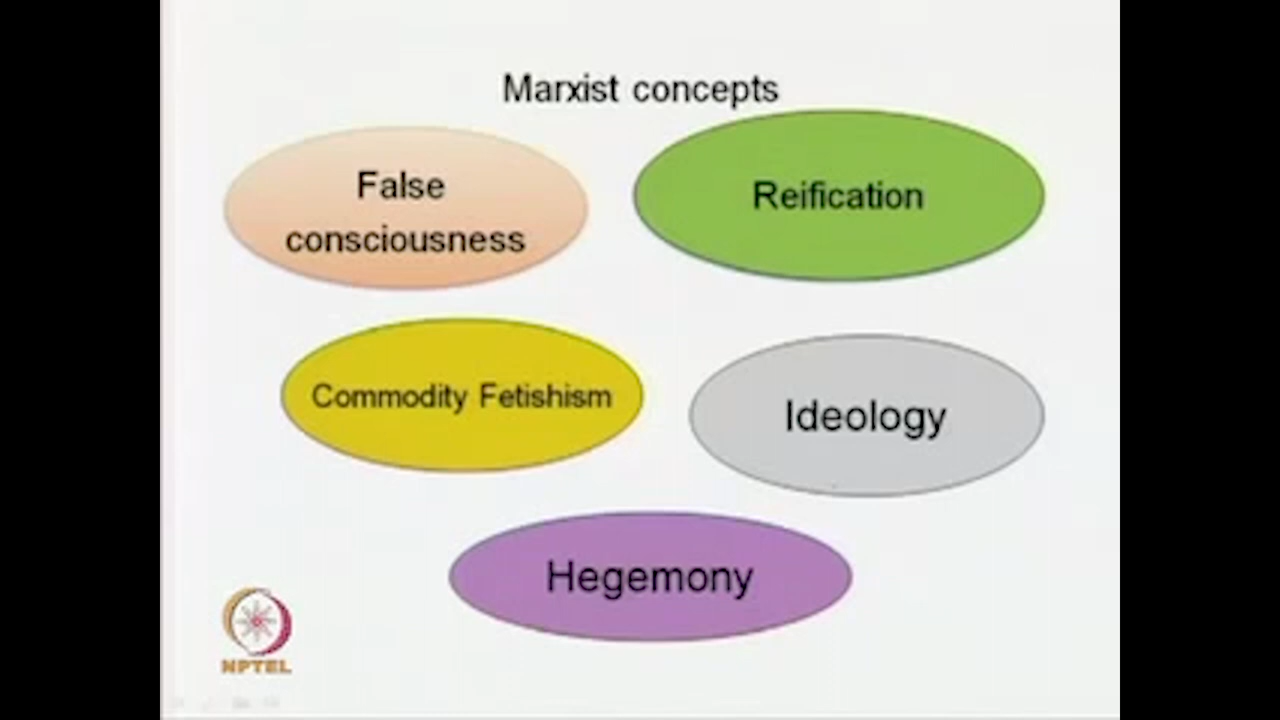 Marxist concepts
False
consciousness
Reification
Commodity Fetishism
Ideology
Hegemony
NPTEL